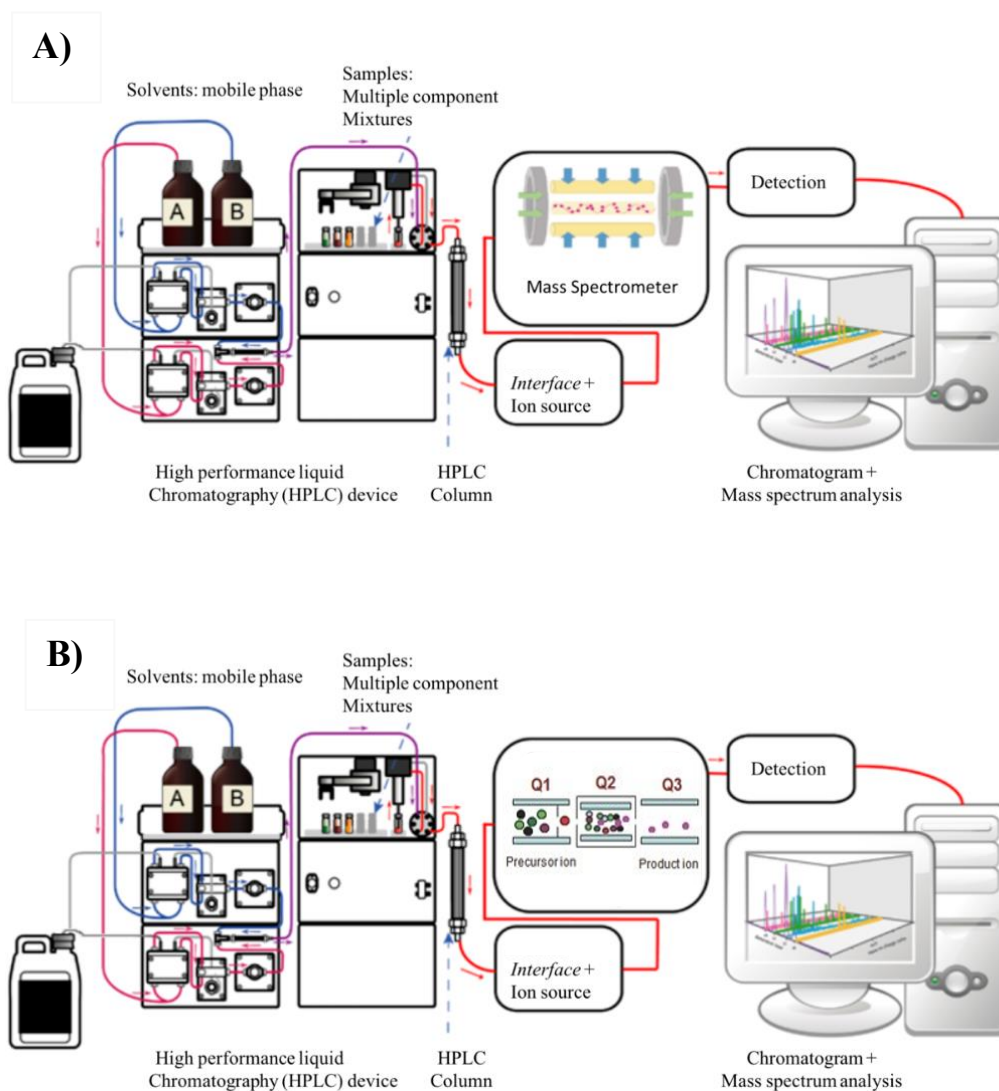 A)
Solvents: mobile phase
Samples:
Multiple component
Mixtures
A
B
Mass Spectrometer
Detection
Interface +
Ion source
High performance liquid
Chromatography (HPLC) device
HPLC
Column
Chromatogram +
Mass spectrum analysis
B)
Solvents: mobile phase
Samples:
Multiple component
Mixtures
A
B
Q1
Q2
Q3
Precursor ion
Product ion
Detection
Interface +
Ion source
High performance liquid
Chromatography (HPLC) device
HPLC
Column
Chromatogram +
Mass spectrum analysis